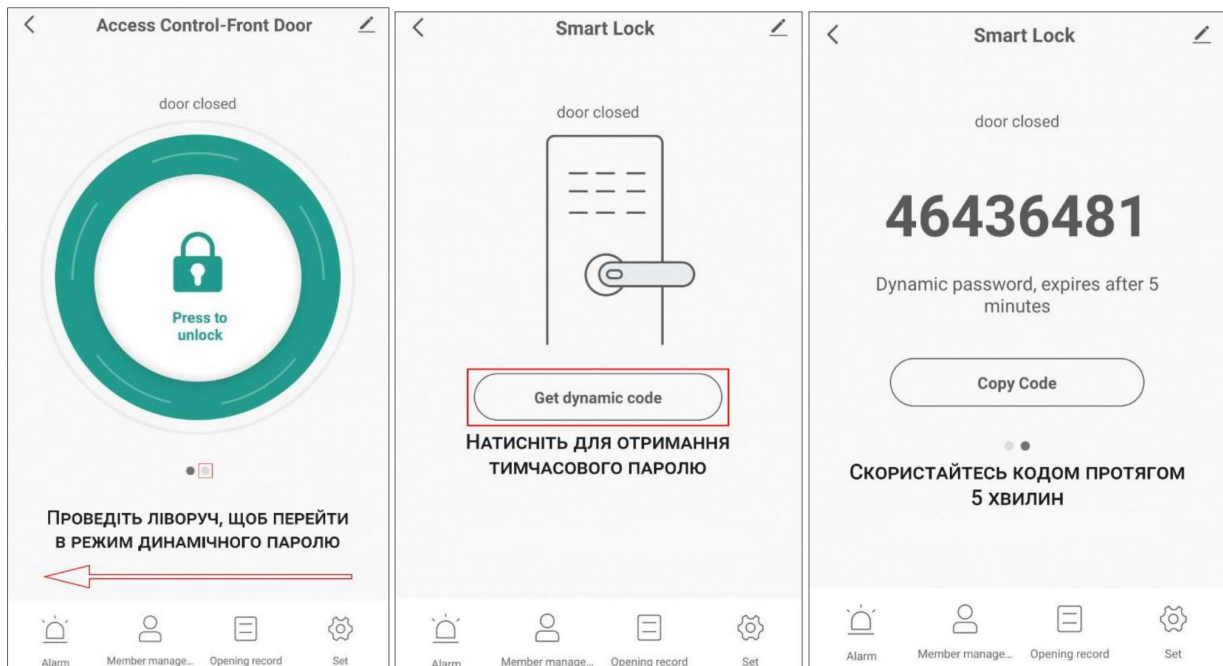 Access Control-Front Door
door closed
Press to
unlock
ПРОВЕДІТЬ ЛІВОРУЧ, ЩОБ ПЕРЕЙТИ
В РЕЖИМ ДИНАМІЧНОГО ПАРОЛЮ
Alarm
Member manage...
Opening record
Set
Smart Lock
door closed
Get dynamic code
НАТИСНІТЬ ДЛЯ ОТРИМАННЯ
ТИМЧАСОВОГО ПАРОЛЮ
Alarm
Member manage...
Opening record
Set
Smart Lock
door closed
46436481
Dynamic password, expires after 5
minutes
Copy Code
СКОРИСТАЙТЕСЬ КОДОМ ПРОТЯГОМ
5 ХВИЛИН
Alarm
Member manage...
Opening record
Set